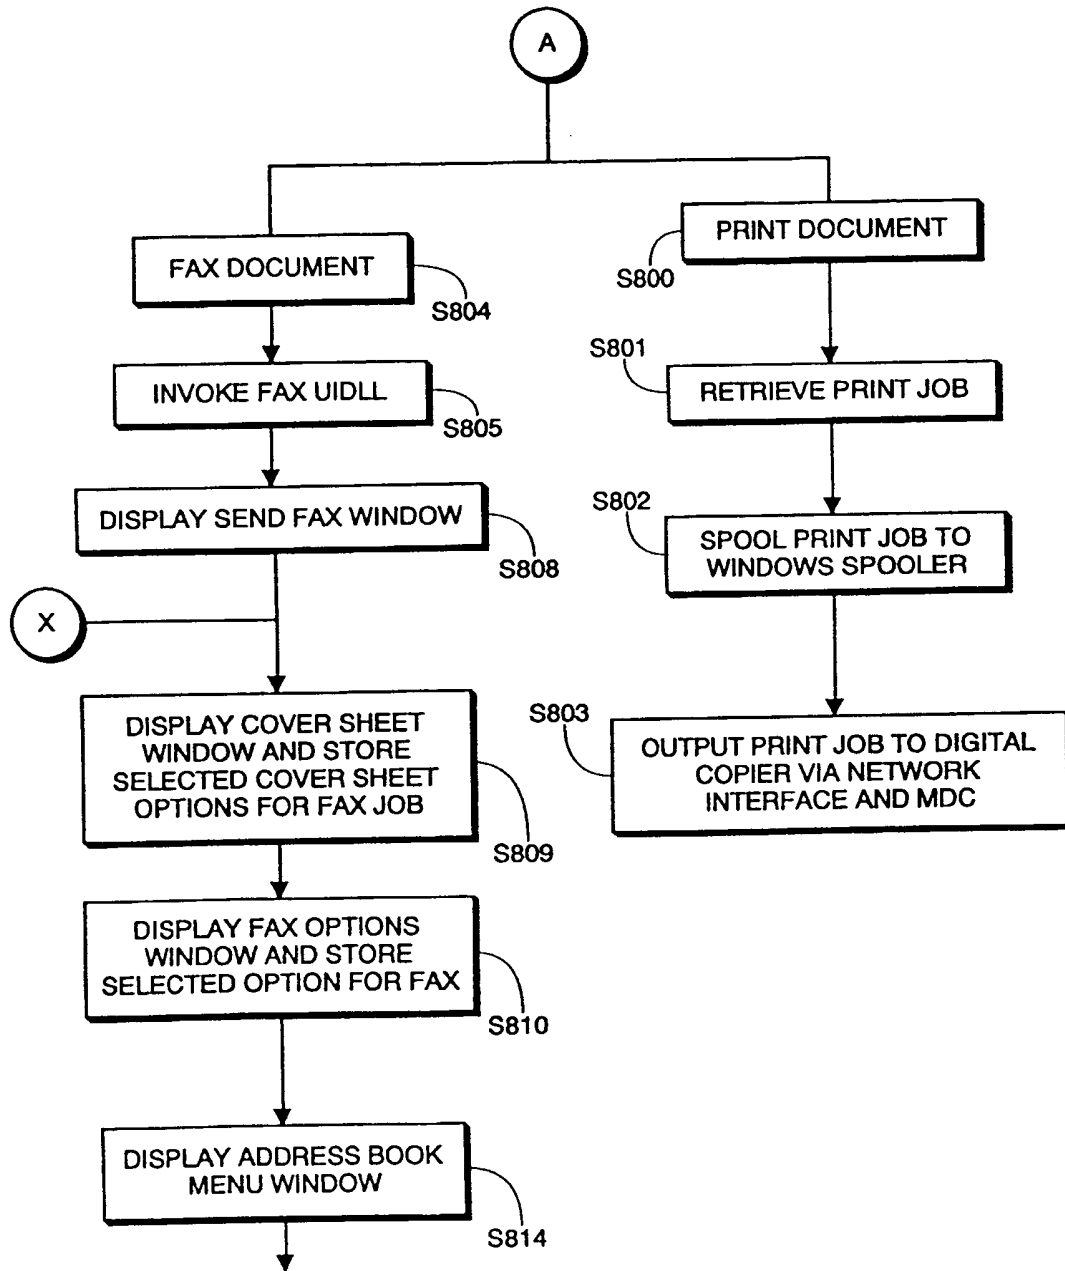 A
FAX DOCUMENT
S804
INVOKE FAX UIDLL
S805
DISPLAY SEND FAX WINDOW
S808
X
DISPLAY COVER SHEET
WINDOW AND STORE
SELECTED COVER SHEET
OPTIONS FOR FAX JOB
S809
DISPLAY FAX OPTIONS
WINDOW AND STORE
SELECTED OPTION FOR FAX
S810
DISPLAY ADDRESS BOOK
MENU WINDOW
S814
PRINT DOCUMENT
S800
S801
RETRIEVE PRINT JOB
S802
SPOOL PRINT JOB TO
WINDOWS SPOOLER
S803
OUTPUT PRINT JOB TO DIGITAL
COPIER VIA NETWORK
INTERFACE AND MDC